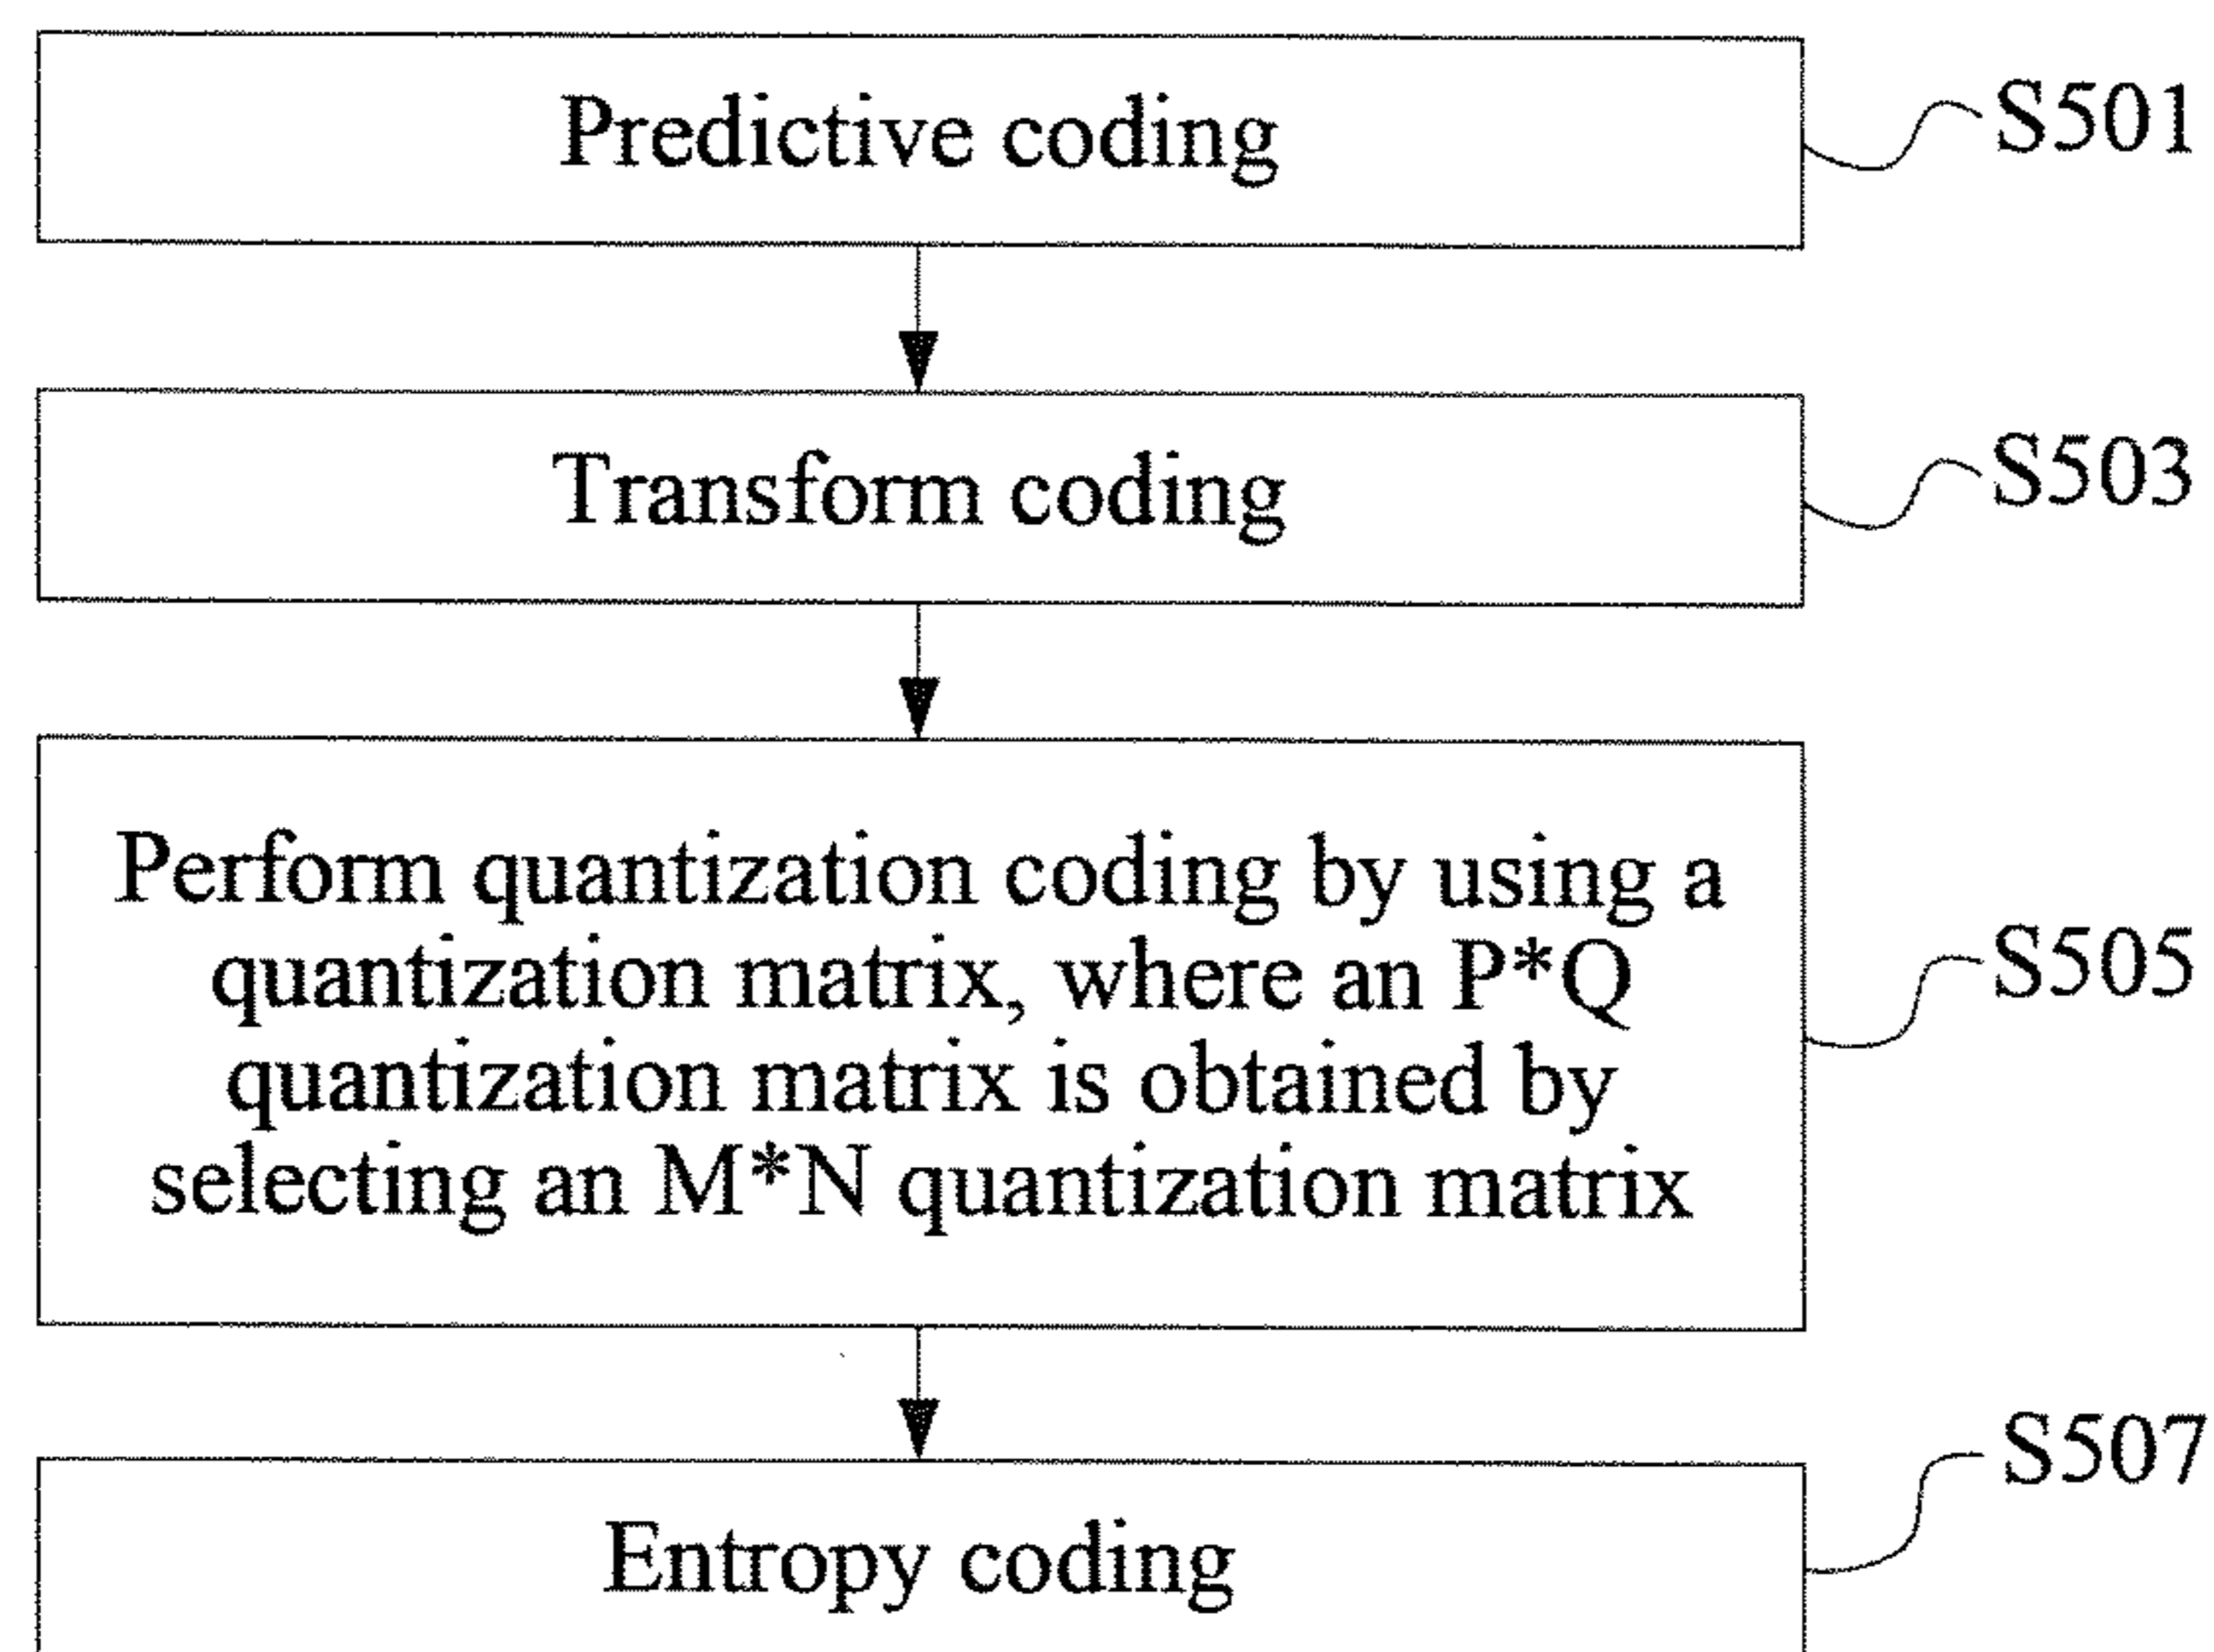 Predictive coding
S501
Transform coding
S503
Perform quantization coding by using a
quantization matrix, where an P*Q
quantization matrix is obtained by
selecting an M*N quantization matrix
S505
S507
Entropy coding